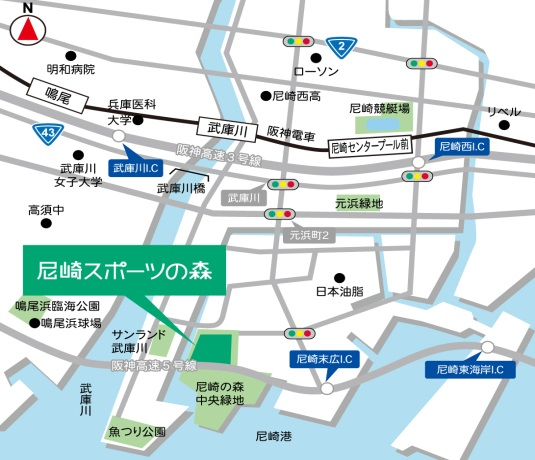 N
2
明和病院
ローソン
鳴尾
兵庫医科
大学
尼崎西高
尼崎競艇場
リベル
43
武庫川
阪神電車
尼崎センタープール前
阪神高速3号線
武庫川I.C
尼崎西I.C
武庫川
女子大学
武庫川橋
武庫川
元浜緑地
高須中
元浜町2
尼崎スポーツの森
日本油脂
鳴尾浜臨海公園
鳴尾浜球場
サンランド
武庫川
阪神高速5号線
尼崎末広I.C
尼崎東海岸I.C
武庫川
尼崎の森
中央緑地
魚つり公園
尼崎港